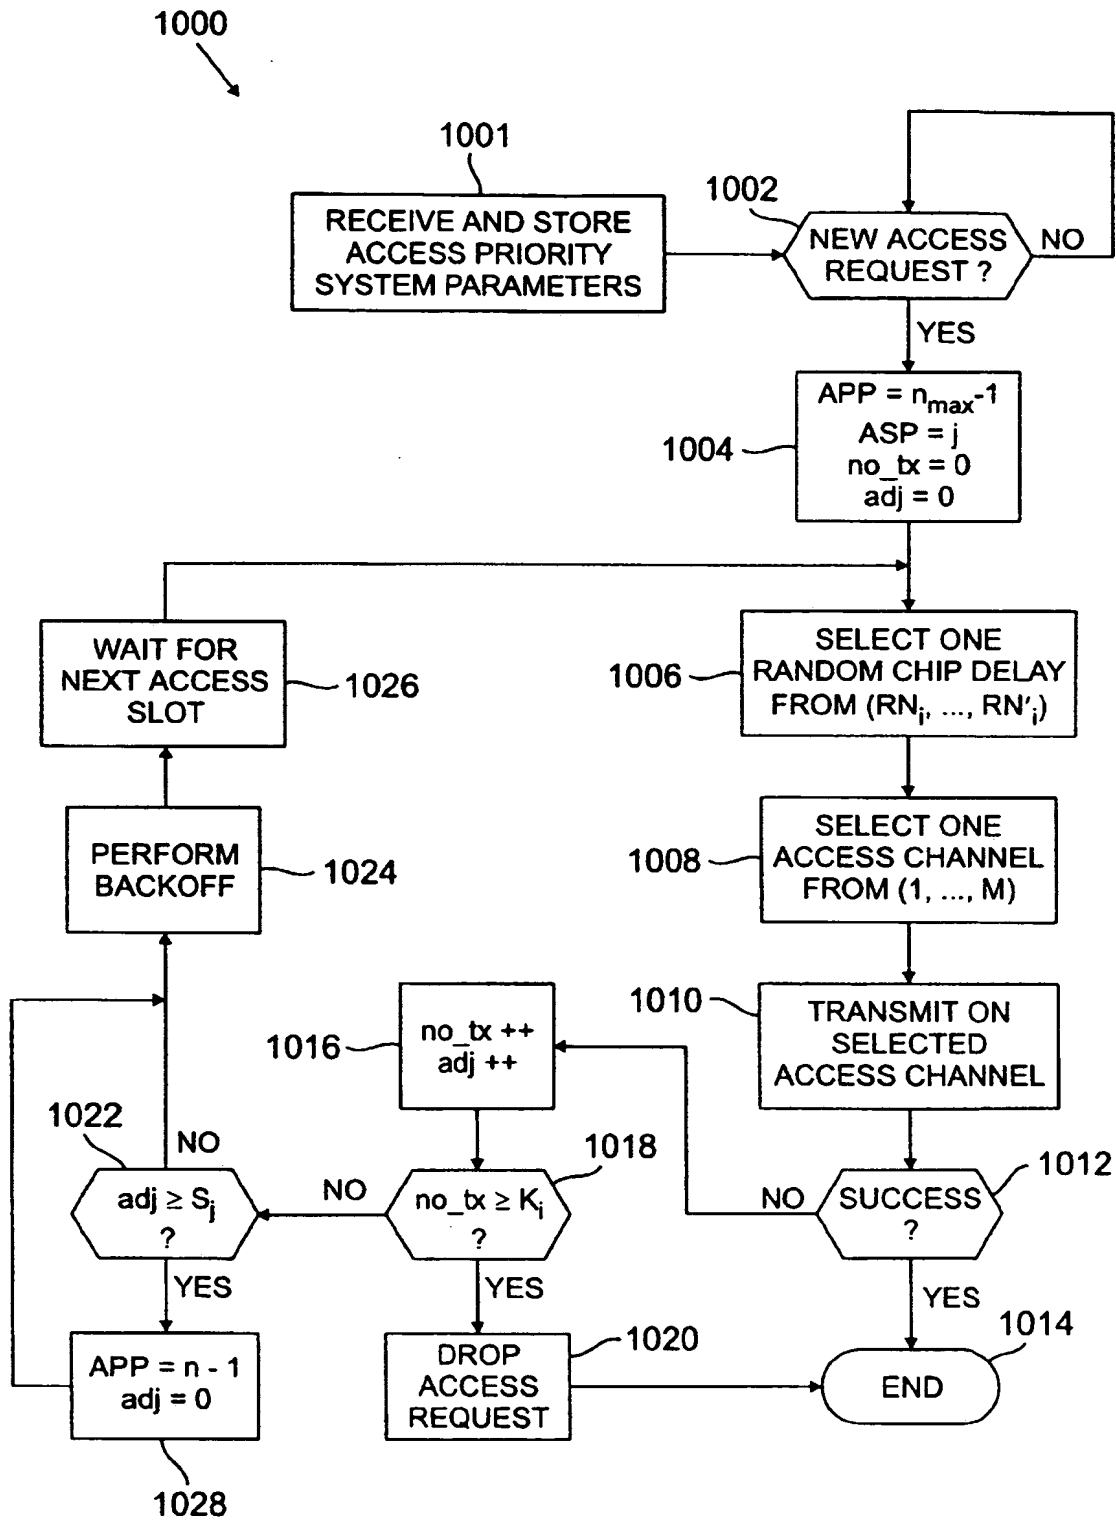 1000
1001
RECEIVE AND STORE
ACCESS PRIORITY
SYSTEM PARAMETERS
1002
NEW ACCESS
REQUEST ?
NO
YES
1004
APP = nmax-1
ASP = j
no_tx = 0
adj = 0
1006
SELECT ONE
RANDOM CHIP DELAY
FROM (RNi, ..., RN'i)
1008
SELECT ONE
ACCESS CHANNEL
FROM (1, ..., M)
1010
TRANSMIT ON
SELECTED
ACCESS CHANNEL
1012
SUCCESS
?
NO
YES
1014
END
1016
no_tx ++
adj ++
1018
no_tx ≥ Ki
?
NO
YES
1020
DROP
ACCESS
REQUEST
1022
adj ≥ Sj
?
NO
YES
1028
APP = n - 1
adj = 0
1024
PERFORM
BACKOFF
1026
WAIT FOR
NEXT ACCESS
SLOT